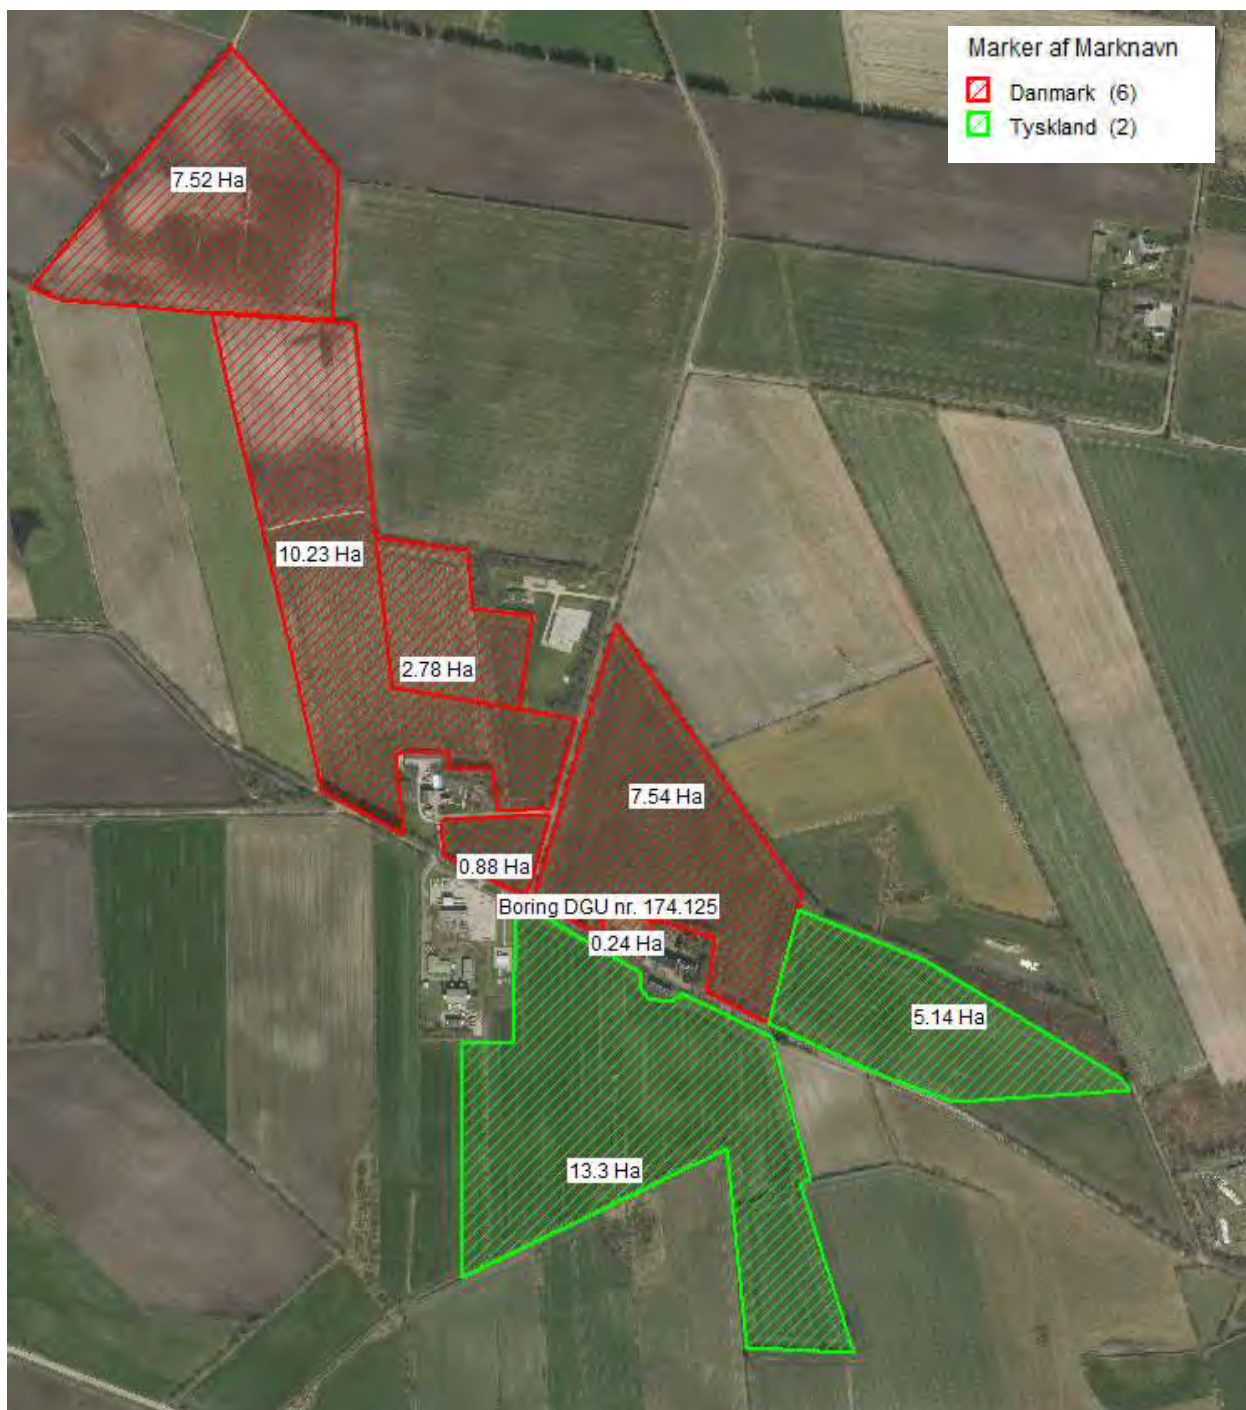 Marker af Marknavn
Danmark (6)
Tyskland (2)
7.52 Ha
10.23 Ha
2.78 Ha
7.54 Ha
0.88 Ha
Boring DGU nr. 174.125
0.24 Ha
5.14 Ha
13.3 Ha